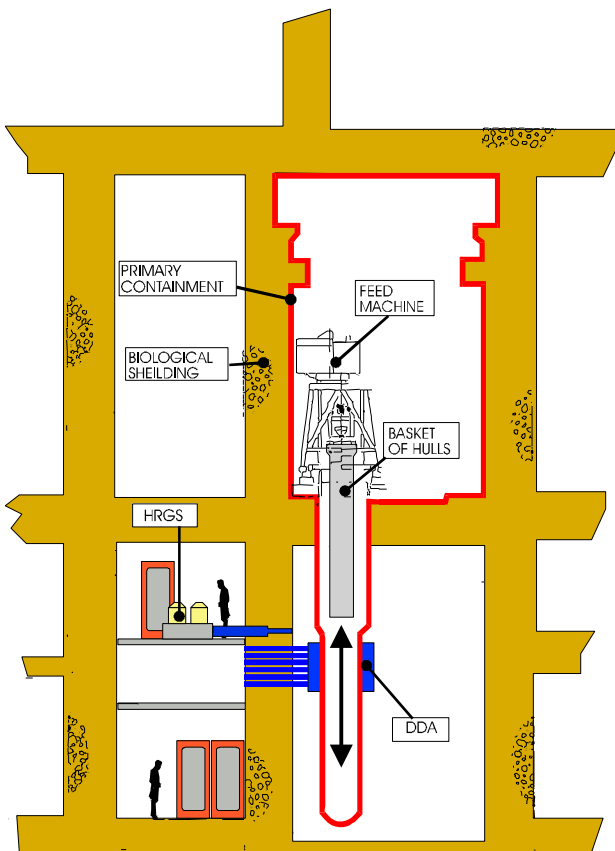 PRIMARY
CONTAINMENT
FEED
MACHINE
BIOLOGICAL
SHEILDING
BASKET
OF HULLS
HRGS
DDA